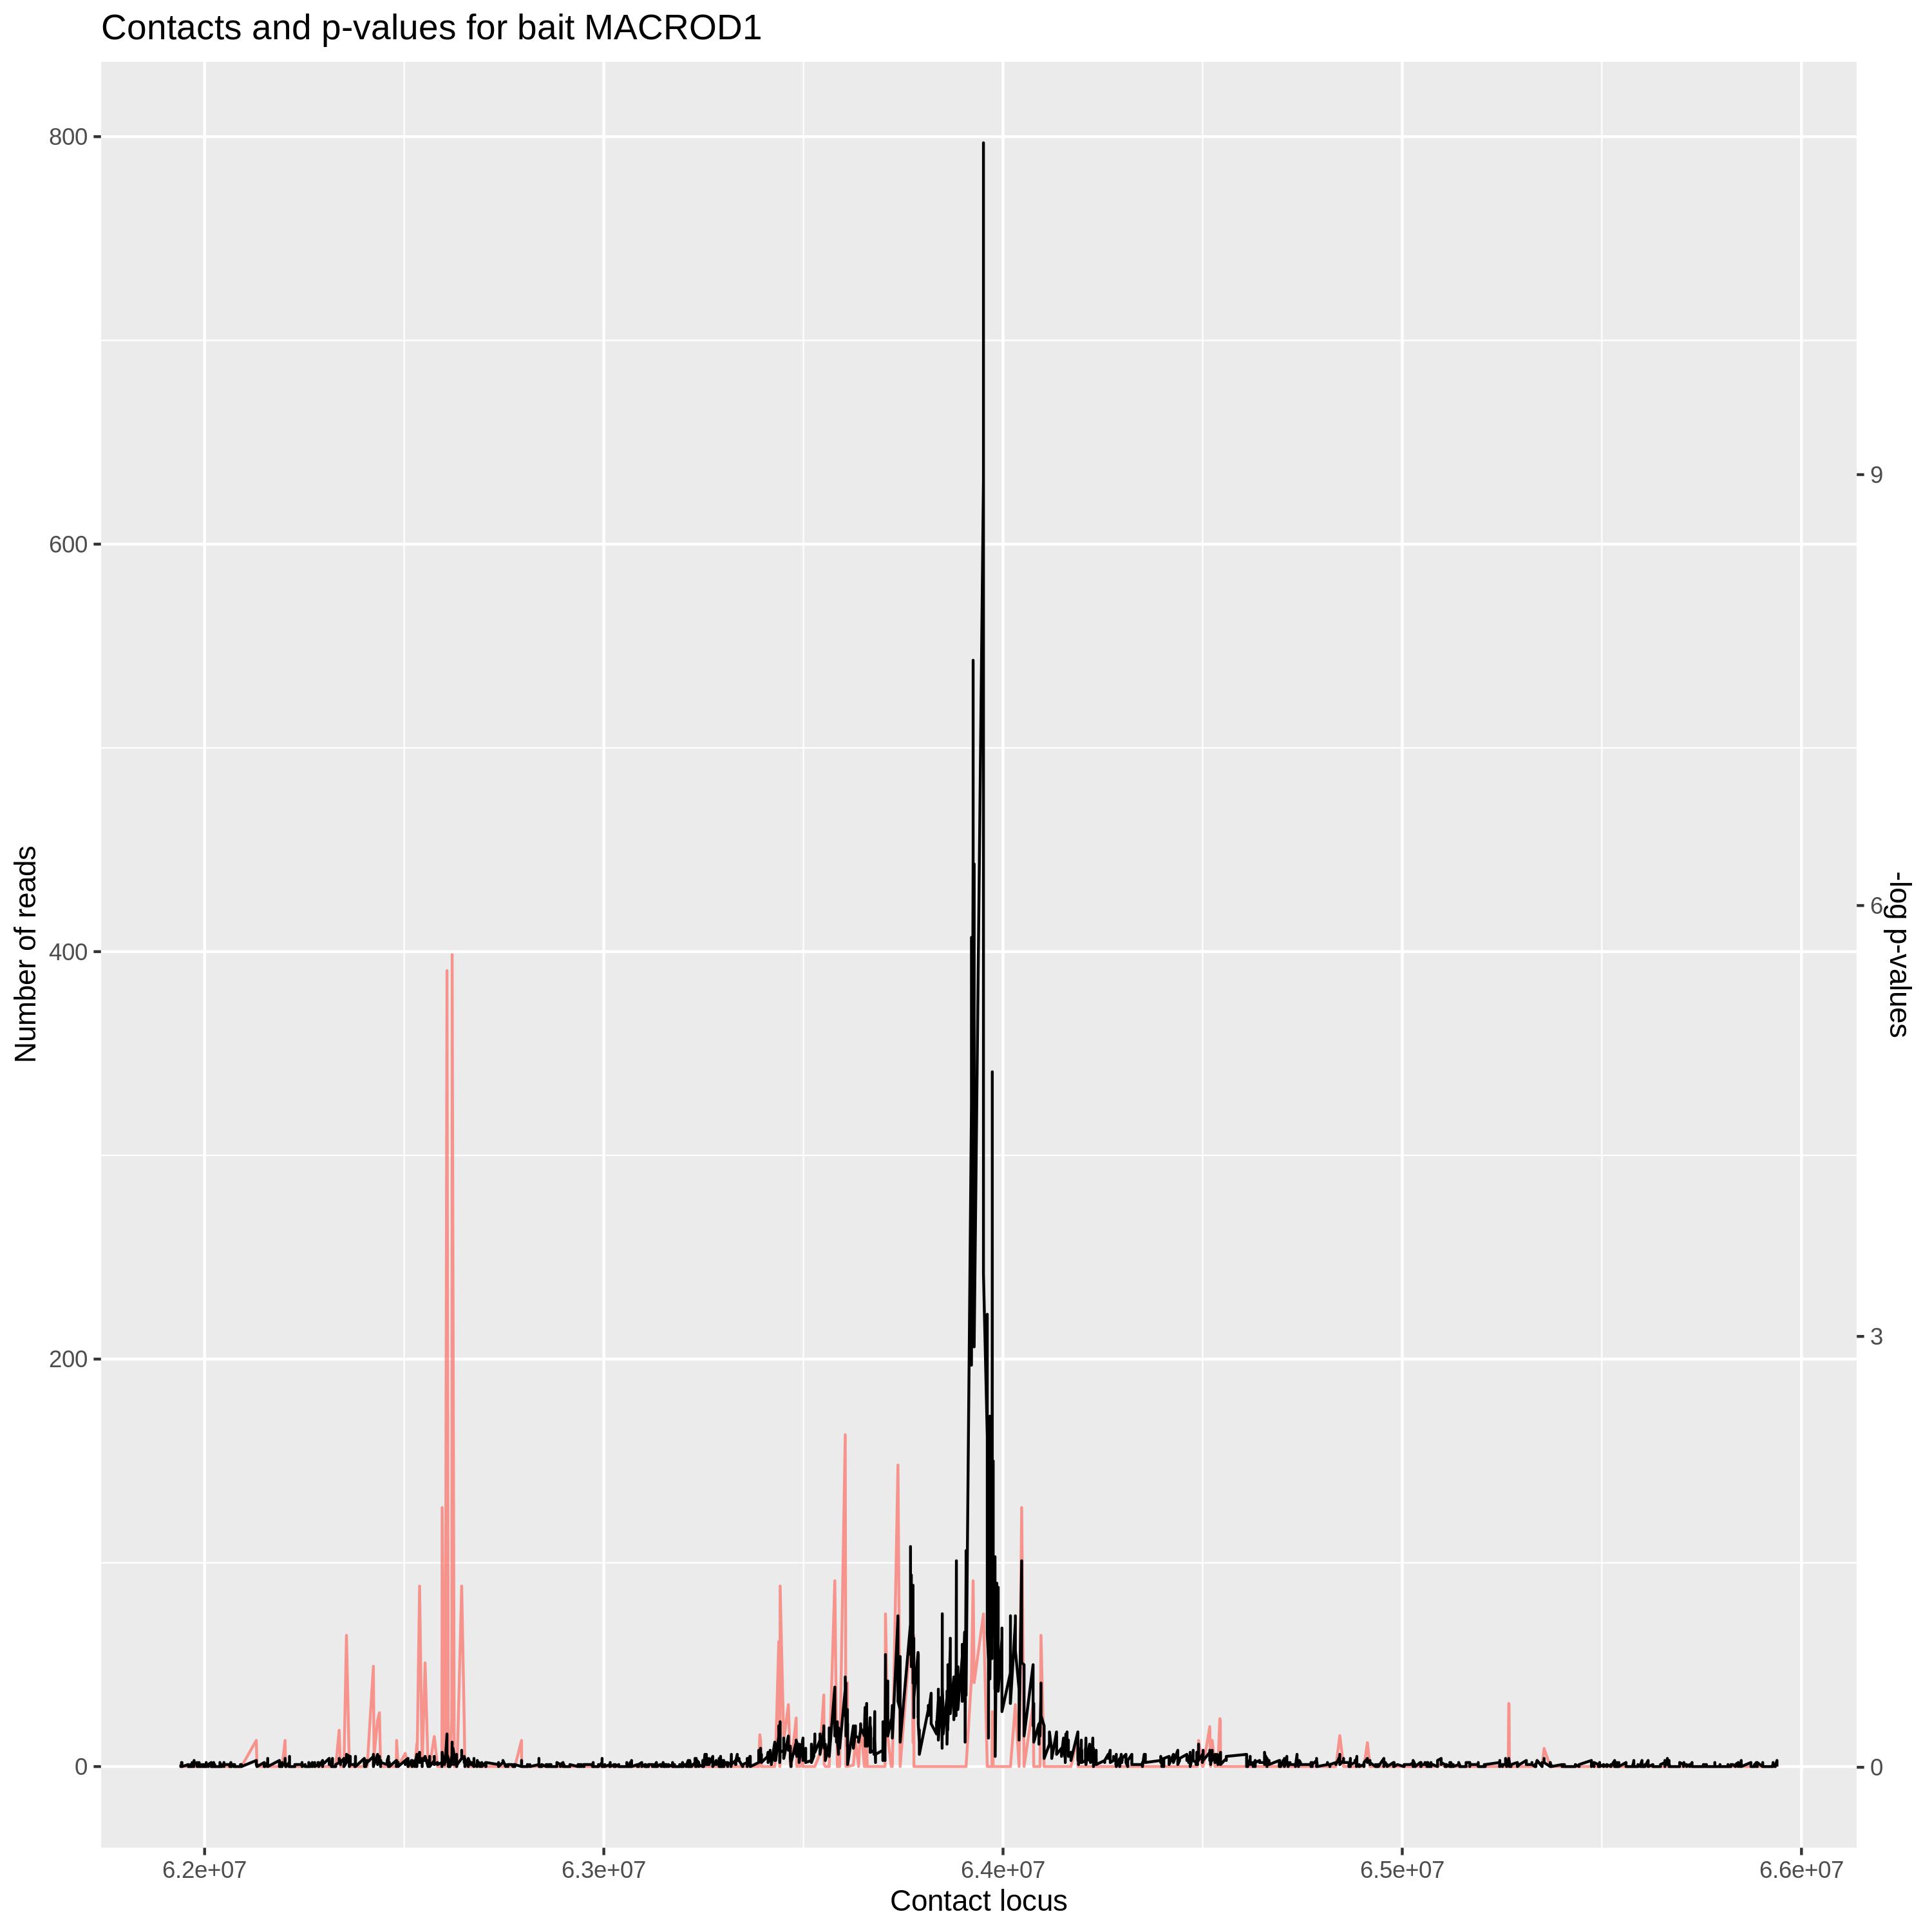 Contacts and p-values for bait MACROD1
800
600
400
200
0
9
6
3
0
Number of reads
-log p-values
6.2e+07
6.3e+07
6.4e+07
6.5e+07
6.6e+07
Contact locus